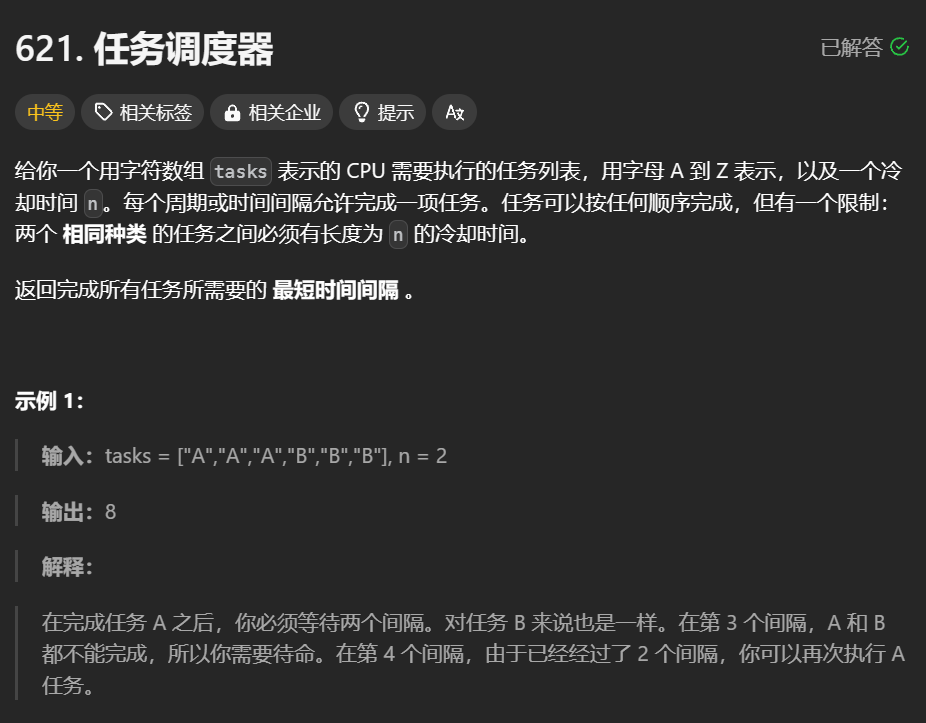 621. 任务调度器
已解答
中等
相关标签
相关企业
提示
给你一个用字符数组 tasks 表示的 CPU 需要执行的任务列表，用字母 A 到 Z 表示，以及一个冷
却时间 n。每个周期或时间间隔允许完成一项任务。任务可以按任何顺序完成，但有一个限制：
两个 相同种类 的任务之间必须有长度为 n 的冷却时间。
返回完成所有任务所需要的 最短时间间隔 。
示例 1：
输入：tasks = ["A","A","A","B","B","B"], n = 2
输出：8
解释：
在完成任务 A 之后，你必须等待两个间隔。对任务 B 来说也是一样。在第 3 个间隔，A 和 B
都不能完成，所以你需要待命。在第 4 个间隔，由于已经经过了 2 个间隔，你可以再次执行 A
任务。